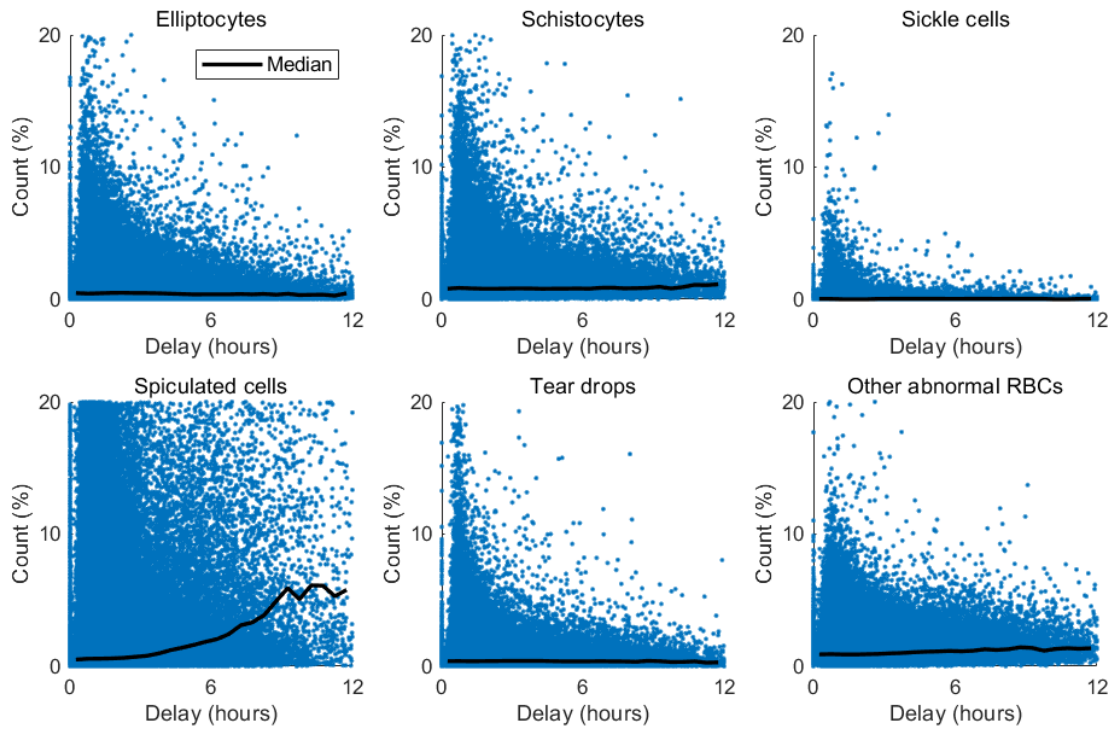 Elliptocytes
20
10
0
Count (%)
Median
0
6
12
Delay (hours)
Schistocytes
20
10
0
Count (%)
0
6
12
Delay (hours)
Sickle cells
20
10
0
Count (%)
0
6
12
Delay (hours)
Spiculated cells
20
10
0
Count (%)
0
6
12
Delay (hours)
Tear drops
20
10
0
Count (%)
0
6
12
Delay (hours)
Other abnormal RBCs
20
10
0
Count (%)
0
6
12
Delay (hours)